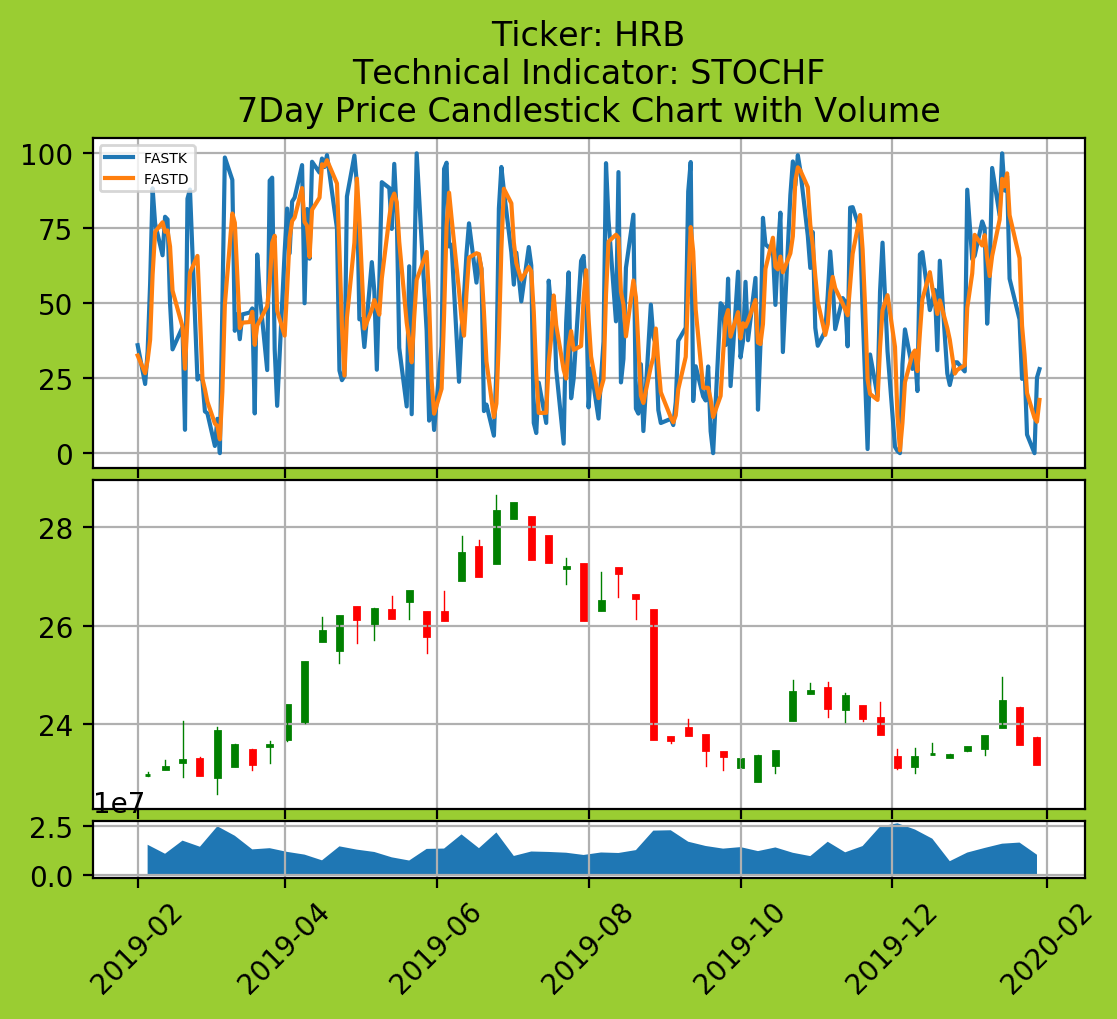 Ticker: HRB
Technical Indicator: STOCHF
7Day Price Candlestick Chart with Volume
FASTK
FASTD
100
75
50
25
0
28
26
24
1e7
2.5
0.0
2019-02
2019-04
2019-06
2019-08
2019-10
2019-12
2020-02